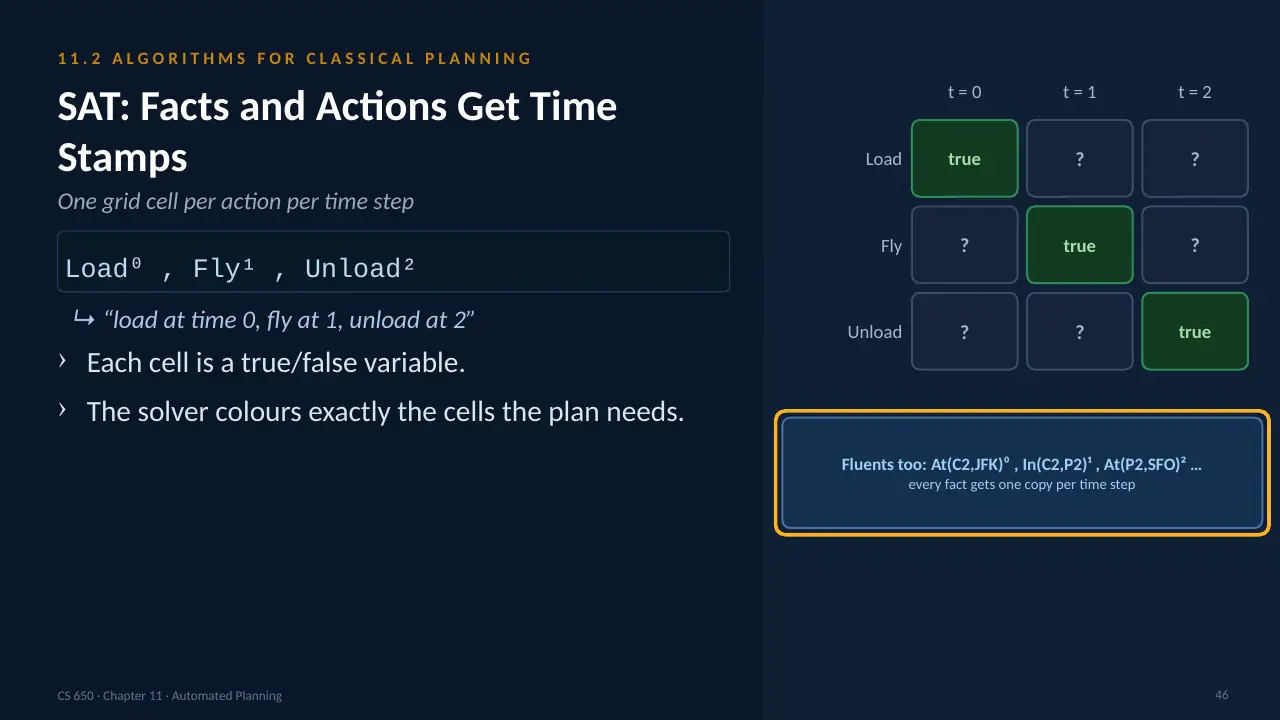 11.2 ALGORITHMS FOR CLASSICAL PLANNING
SAT: Facts and Actions Get Time
Stamps
One grid cell per action per time step
Load⁰ , Fly¹ , Unload²
↪ “load at time 0, fly at 1, unload at 2”
› Each cell is a true/false variable.
› The solver colours exactly the cells the plan needs.
t = 0 t = 1 t = 2
Load true ? ?
Fly ? true ?
Unload ? ? true
Fluents too: At(C2,JFK)⁰ , In(C2,P2)¹ , At(P2,SFO)² …
every fact gets one copy per time step
CS 650 · Chapter 11 · Automated Planning
46